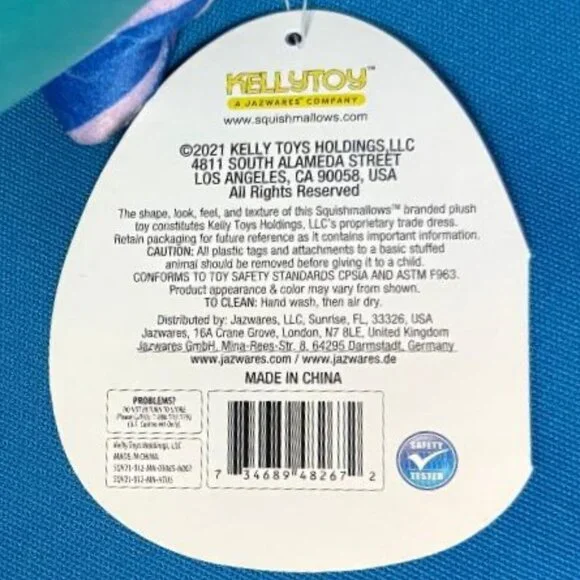 KELLYTOY™
A JAZWARES® COMPANY
www.squishmallows.com
©2021 KELLY TOYS HOLDINGS,LLC
4811 SOUTH ALAMEDA STREET
LOS ANGELES, CA 90058, USA
All Rights Reserved
The shape, look, feel, and texture of this Squishmallows™ branded plush
toy constitutes Kelly Toys Holdings, LLC's proprietary trade dress.
Retain packaging for future reference as it contains important information.
CAUTION: All plastic tags and attachments to a basic stuffed
animal should be removed before giving it to a child.
CONFORMS TO TOY SAFETY STANDARDS CPSIA AND ASTM F963.
Product appearance & color may vary from shown.
TO CLEAN: Hand wash, then air dry.
Distributed by: Jazwares, LLC, Sunrise, FL, 33326, USA
Jazwares, 16A Crane Grove, London, N7 8LE, United Kingdom
Jazwares GmbH, Mina-Rees-Str. 8, 64295 Darmstadt, Germany
www.jazwares.com / www.jazwares.de
MADE IN CHINA
PROBLEMS?
DO NOT RETURN TO STORE
Kelly Toys Holdings, LLC
MADE IN CHINA
7 34689 48267 2
SAFETY
TESTED